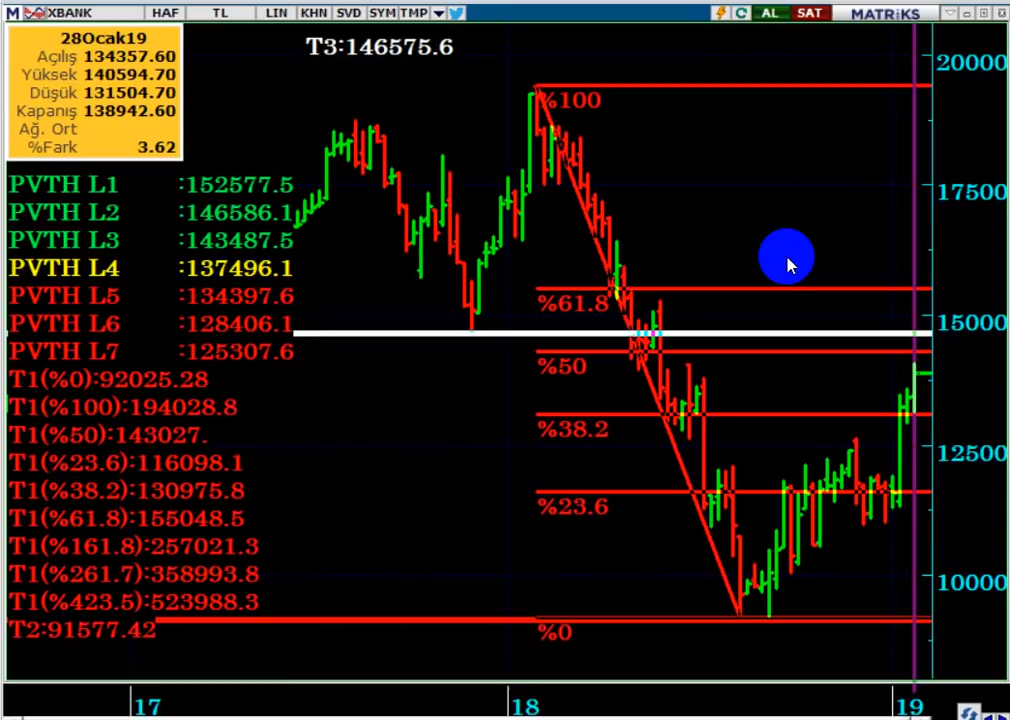 M XBANK HAF TL LIN KHN SVD SYM TMP AL SAT MATRiKS
28Ocak19
Açılış 134357.60
Yüksek 140594.70
Düşük 131504.70
Kapanış 138942.60
Ağ. Ort
%Fark 3.62
T3:146575.6
PVTH L1 :152577.5
PVTH L2 :146586.1
PVTH L3 :143487.5
PVTH L4 :137496.1
PVTH L5 :134397.6
PVTH L6 :128406.1
PVTH L7 :125307.6
T1(%0):92025.28
T1(%100):194028.8
T1(%50):143027.
T1(%23.6):116098.1
T1(%38.2):130975.8
T1(%61.8):155048.5
T1(%161.8):257021.3
T1(%261.7):358993.8
T1(%423.5):523988.3
T2:91577.42
%100
%61.8
%50
%38.2
%23.6
%0
20000
17500
15000
12500
10000
17 18 19